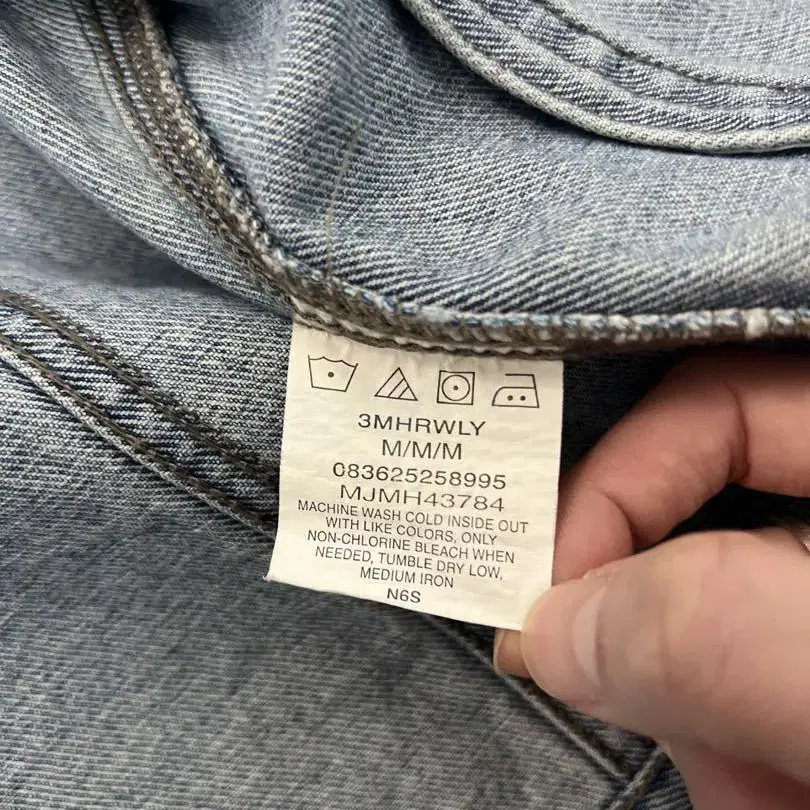 3MHRWLY
M/M/M
083625258995
MJMH43784
MACHINE WASH COLD INSIDE OUT
WITH LIKE COLORS, ONLY
NON-CHLORINE BLEACH WHEN
NEEDED, TUMBLE DRY LOW,
MEDIUM IRON
N6S